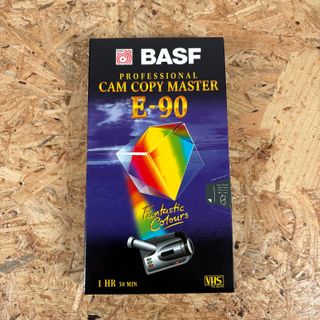 BASF
PROFESSIONAL
CAM COPY MASTER
E-90
Fantastic
Colours
1 HR 30 MIN
VHS